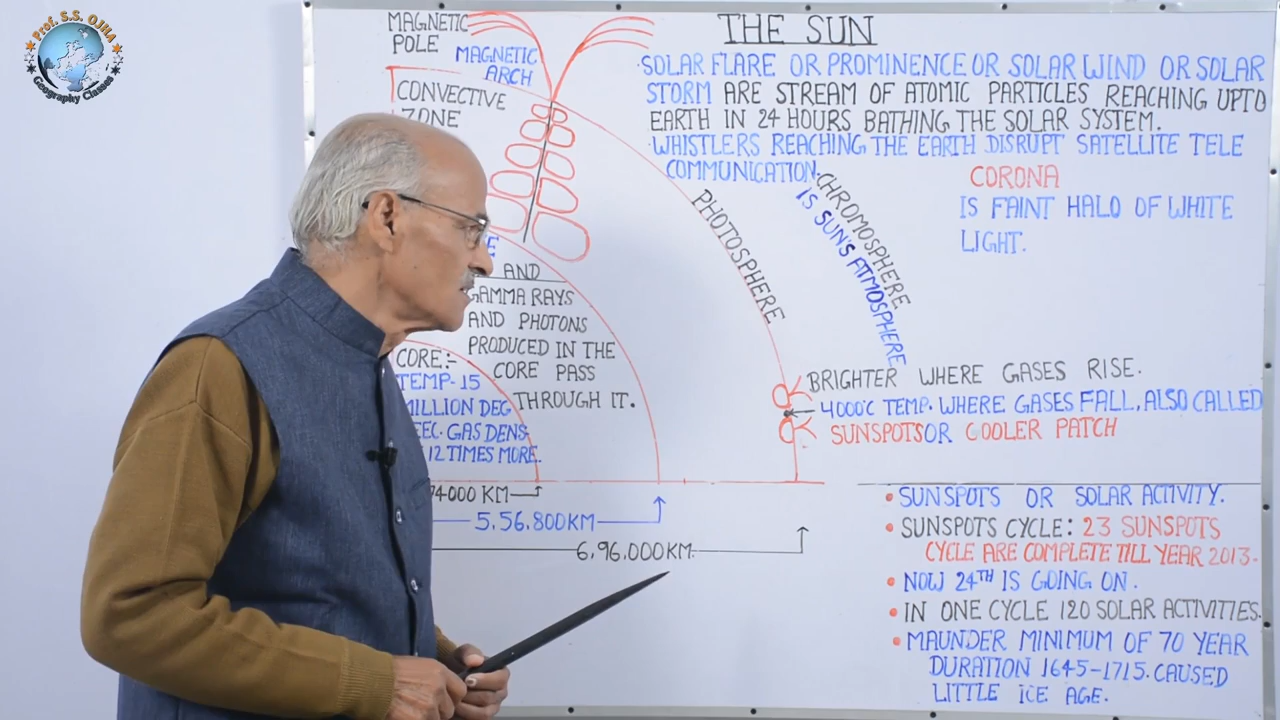 Prof. S.S. OJHA
Geography Classes
THE SUN
MAGNETIC
POLE
MAGNETIC
ARCH
CONVECTIVE
ZONE
SOLAR FLARE OR PROMINENCE OR SOLAR WIND OR SOLAR
STORM ARE STREAM OF ATOMIC PARTICLES REACHING UPTO
EARTH IN 24 HOURS BATHING THE SOLAR SYSTEM.
WHISTLERS REACHING THE EARTH DISRUPT SATELLITE TELE
COMMUNICATION.
CORONA
IS FAINT HALO OF WHITE
LIGHT.
CHROMOSPHERE
IS SUN'S ATMOSPHERE
PHOTOSPHERE
AND
GAMMA RAYS
AND PHOTONS
PRODUCED IN THE
CORE PASS
THROUGH IT.
CORE:-
TEMP-15
MILLION DEG
GAS DENS
12 TIMES MORE.
BRIGHTER WHERE GASES RISE.
4000°C TEMP. WHERE GASES FALL, ALSO CALLED
SUNSPOTS OR COOLER PATCH
74000 KM
5,56,800KM
6,96,000KM
• SUNSPOTS OR SOLAR ACTIVITY.
• SUNSPOTS CYCLE: 23 SUNSPOTS
CYCLE ARE COMPLETE TILL YEAR 2013.
• NOW 24TH IS GOING ON.
• IN ONE CYCLE 120 SOLAR ACTIVITIES.
• MAUNDER MINIMUM OF 70 YEAR
DURATION 1645-1715. CAUSED
LITTLE ICE AGE.